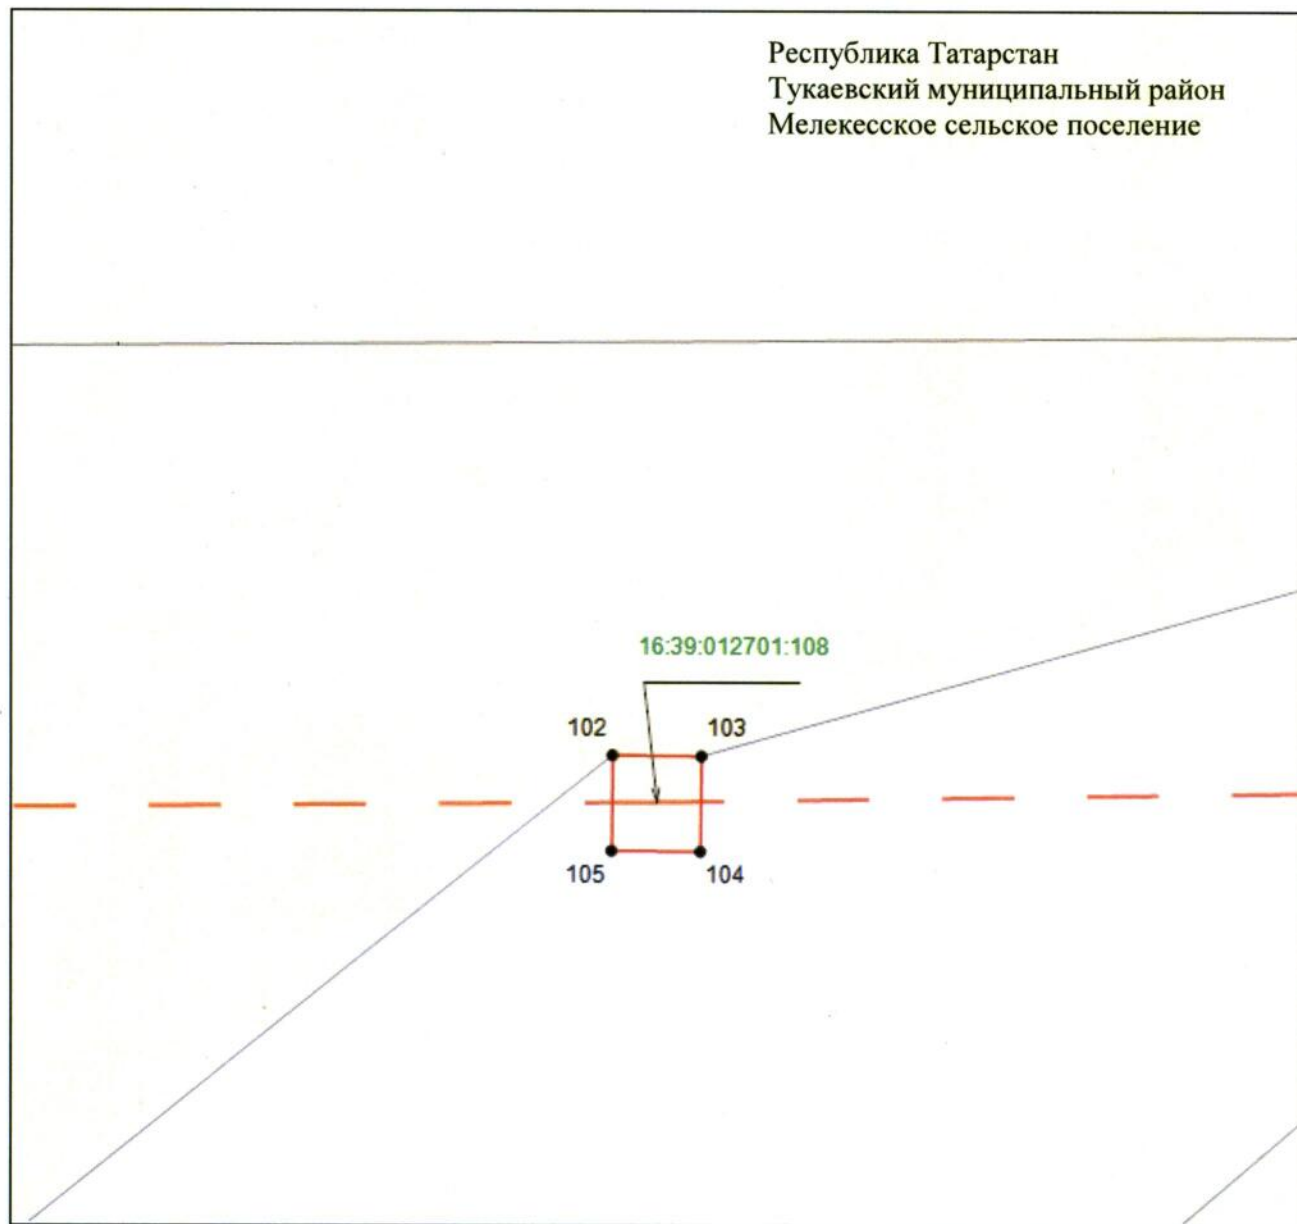 Республика Татарстан
Тукаевский муниципальный район
Мелекесское сельское поселение
16:39:012701:108
102 103
105 104